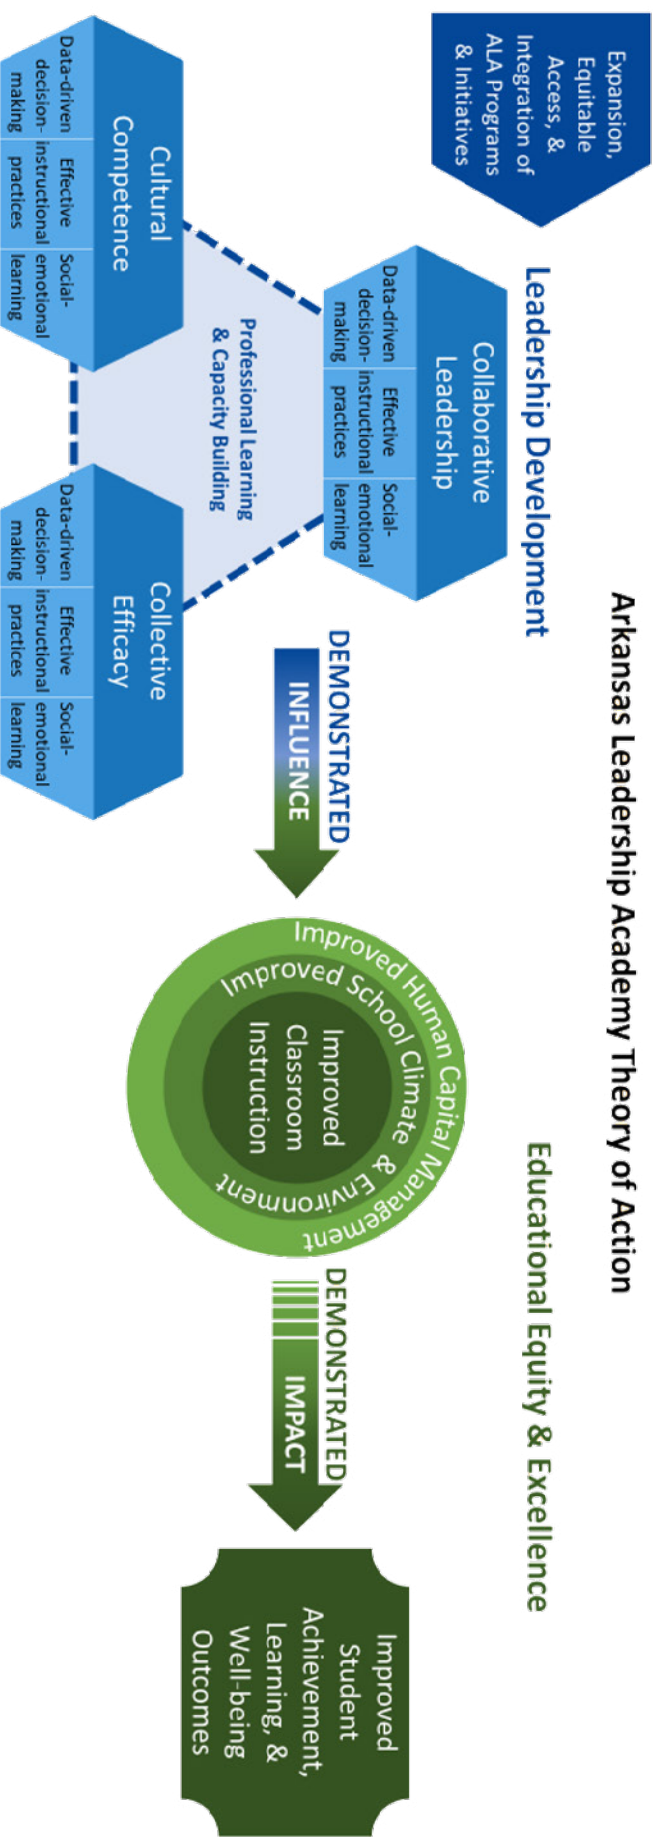 Arkansas Leadership Academy Theory of Action
Expansion,
Equitable
Access, &
Integration of
ALA Programs
& Initiatives
Leadership Development
Collaborative
Leadership
Data-driven
decision-
making
Effective
instructional
practices
Social-
emotional
learning
Professional Learning
& Capacity Building
Cultural
Competence
Data-driven
decision-
making
Effective
instructional
practices
Social-
emotional
learning
Collective
Efficacy
Data-driven
decision-
making
Effective
instructional
practices
Social-
emotional
learning
DEMONSTRATED
INFLUENCE
Educational Equity & Excellence
Improved Human Capital Management
Improved School Climate & Environment
Improved
Classroom
Instruction
DEMONSTRATED
IMPACT
Improved
Student
Achievement,
Learning, &
Well-being
Outcomes